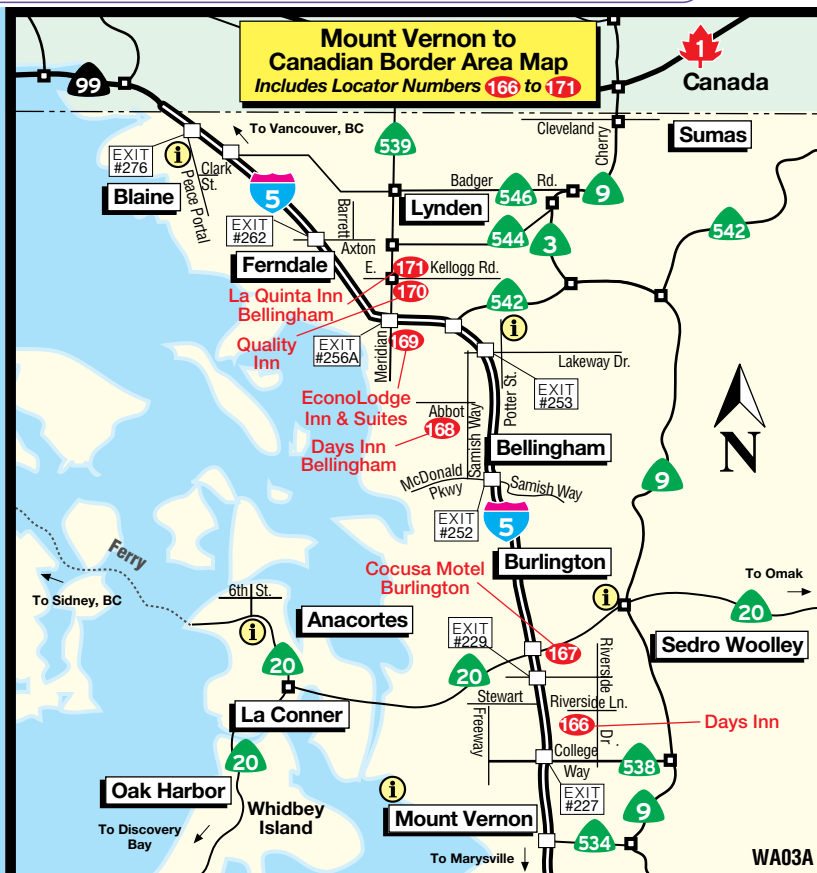 Mount Vernon to
Canadian Border Area Map
Includes Locator Numbers 166 to 171
1
Canada
99
To Vancouver, BC
539
Cleveland
Cherry
Sumas
EXIT
#276
i
Clark
St.
Peace Portal
Blaine
5
Badger Rd.
546
9
Lynden
Barrett
EXIT
#262
Axton
544
3
542
Ferndale
E. 171 Kellogg Rd.
La Quinta Inn
Bellingham
170
542
Quality
Inn
i
EXIT
#256A
Meridian
169
Lakeway Dr.
Potter St.
EXIT
#253
EconoLodge
Inn & Suites
Abbot
168
Samish Way
Days Inn
Bellingham
Bellingham
N
McDonald
Pkwy
Samish Way
9
EXIT
#252
5
Ferry
Burlington
Cocusa Motel
Burlington
To Omak
To Sidney, BC
6th St.
i
i
20
Anacortes
EXIT
#229
167
Sedro Woolley
20
20
Riverside
Dr.
Stewart
Riverside Ln.
La Conner
Freeway
166
Days Inn
20
College
Way
538
Oak Harbor
i
EXIT
#227
Whidbey
Island
9
Mount Vernon
To Discovery
Bay
534
To Marysville
WA03A